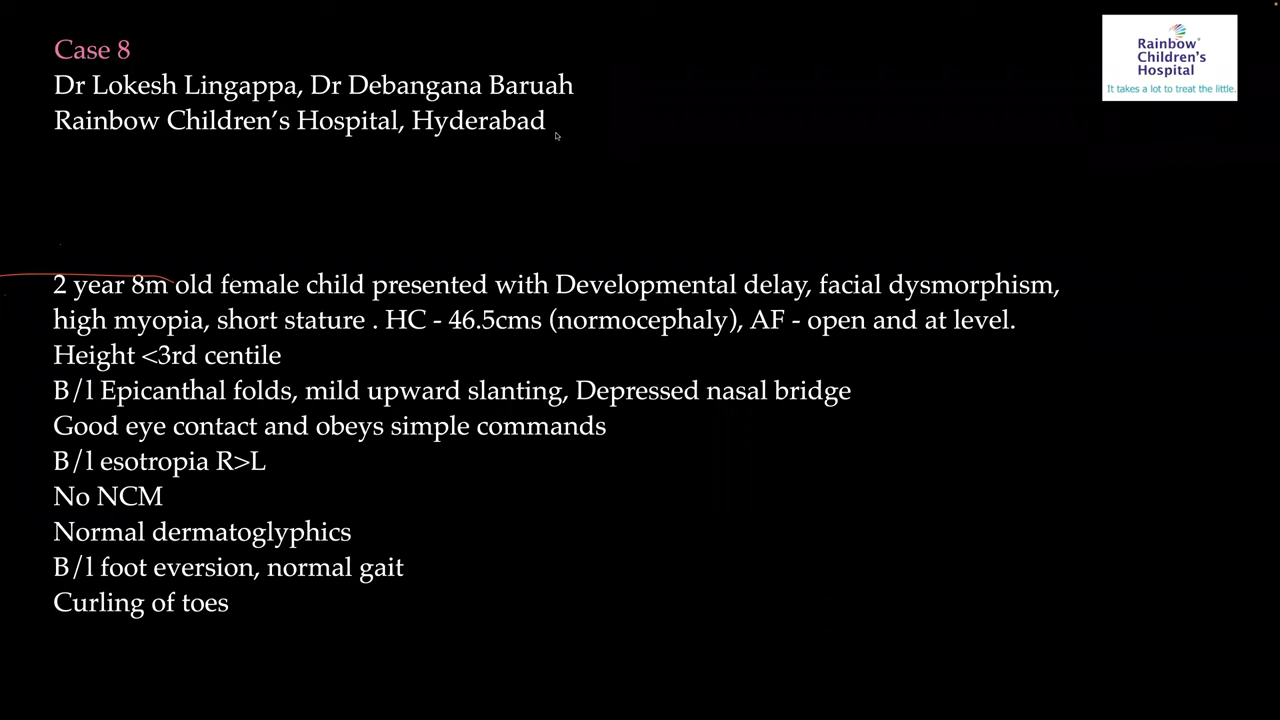 Case 8
Dr Lokesh Lingappa, Dr Debangana Baruah
Rainbow Children's Hospital, Hyderabad
Rainbow®
Children's
Hospital
It takes a lot to treat the little.
2 year 8m old female child presented with Developmental delay, facial dysmorphism,
high myopia, short stature . HC - 46.5cms (normocephaly), AF - open and at level.
Height <3rd centile
B/l Epicanthal folds, mild upward slanting, Depressed nasal bridge
Good eye contact and obeys simple commands
B/l esotropia R>L
No NCM
Normal dermatoglyphics
B/l foot eversion, normal gait
Curling of toes